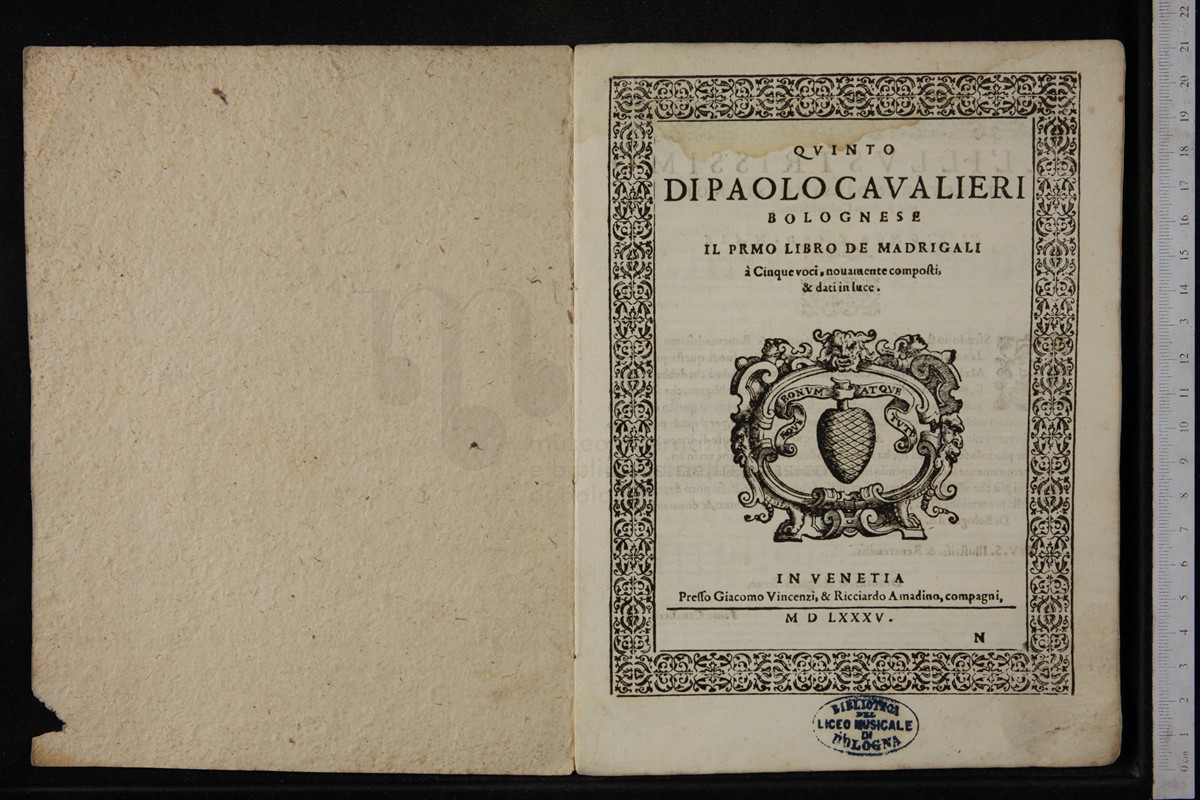 QVINTO
DI PAOLO CAVALIERI
BOLOGNESE
IL PRMO LIBRO DE MADRIGALI
à Cinque voci, nouamente compoſti,
& dati in luce.
BONVM ATQVE
IN VENETIA
Preſſo Giacomo Vincenzi, & Ricciardo Amadino, compagni,
M D LXXXV.
N
BIBLIOTECA
DEL
LICEO MUSICALE
DI
BOLOGNA